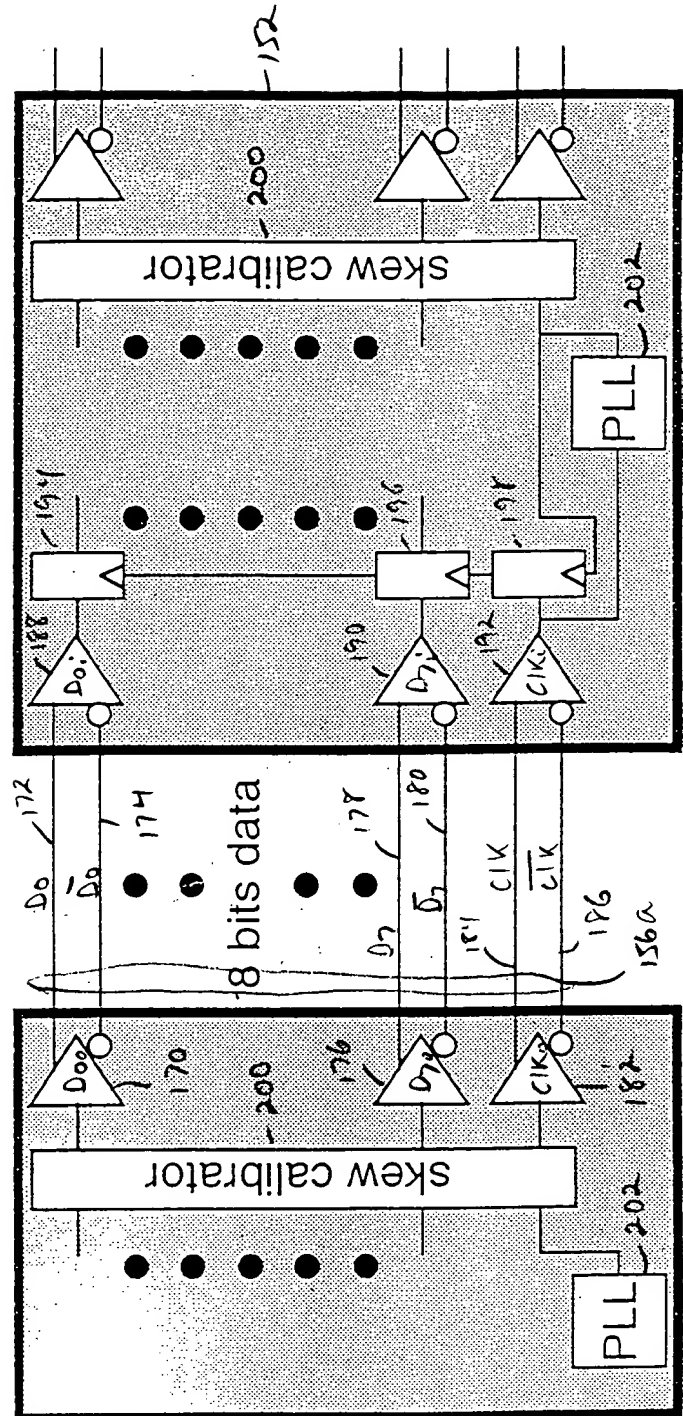 D00
170
200
skew calibrator
176
D7o
CLK0
182
PLL
202
8 bits data
D0
D̅0̅
172
174
D7
D̅7̅
178
180
184
CLK
C̅L̅K̅
186
156a
188
D0i
194
190
D7i
196
192
CLKi
198
200
skew calibrator
PLL
202
152